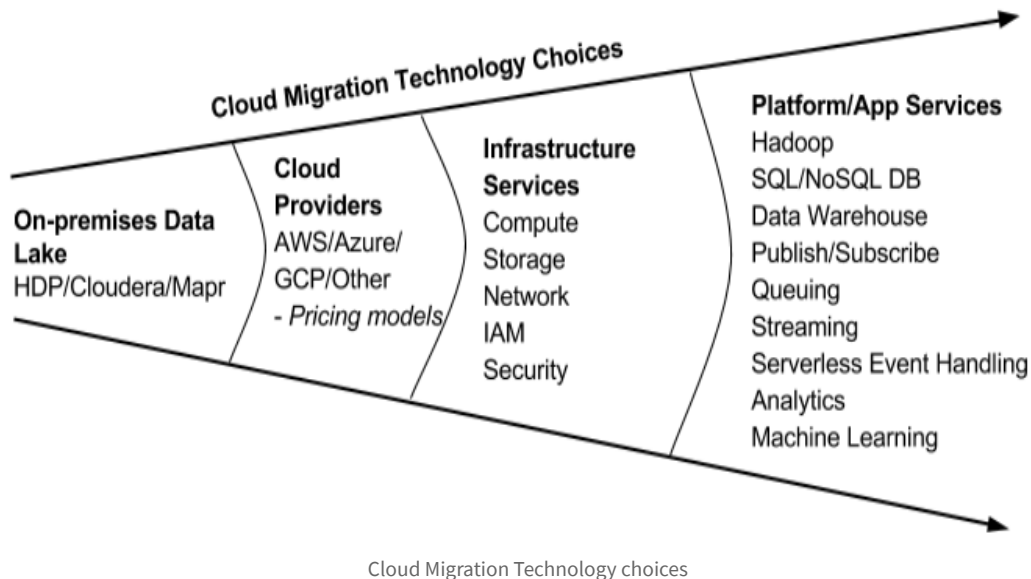 Cloud Migration Technology Choices
On-premises Data
Lake
HDP/Cloudera/Mapr
Cloud
Providers
AWS/Azure/
GCP/Other
- Pricing models
Infrastructure
Services
Compute
Storage
Network
IAM
Security
Platform/App Services
Hadoop
SQL/NoSQL DB
Data Warehouse
Publish/Subscribe
Queuing
Streaming
Serverless Event Handling
Analytics
Machine Learning
Cloud Migration Technology choices